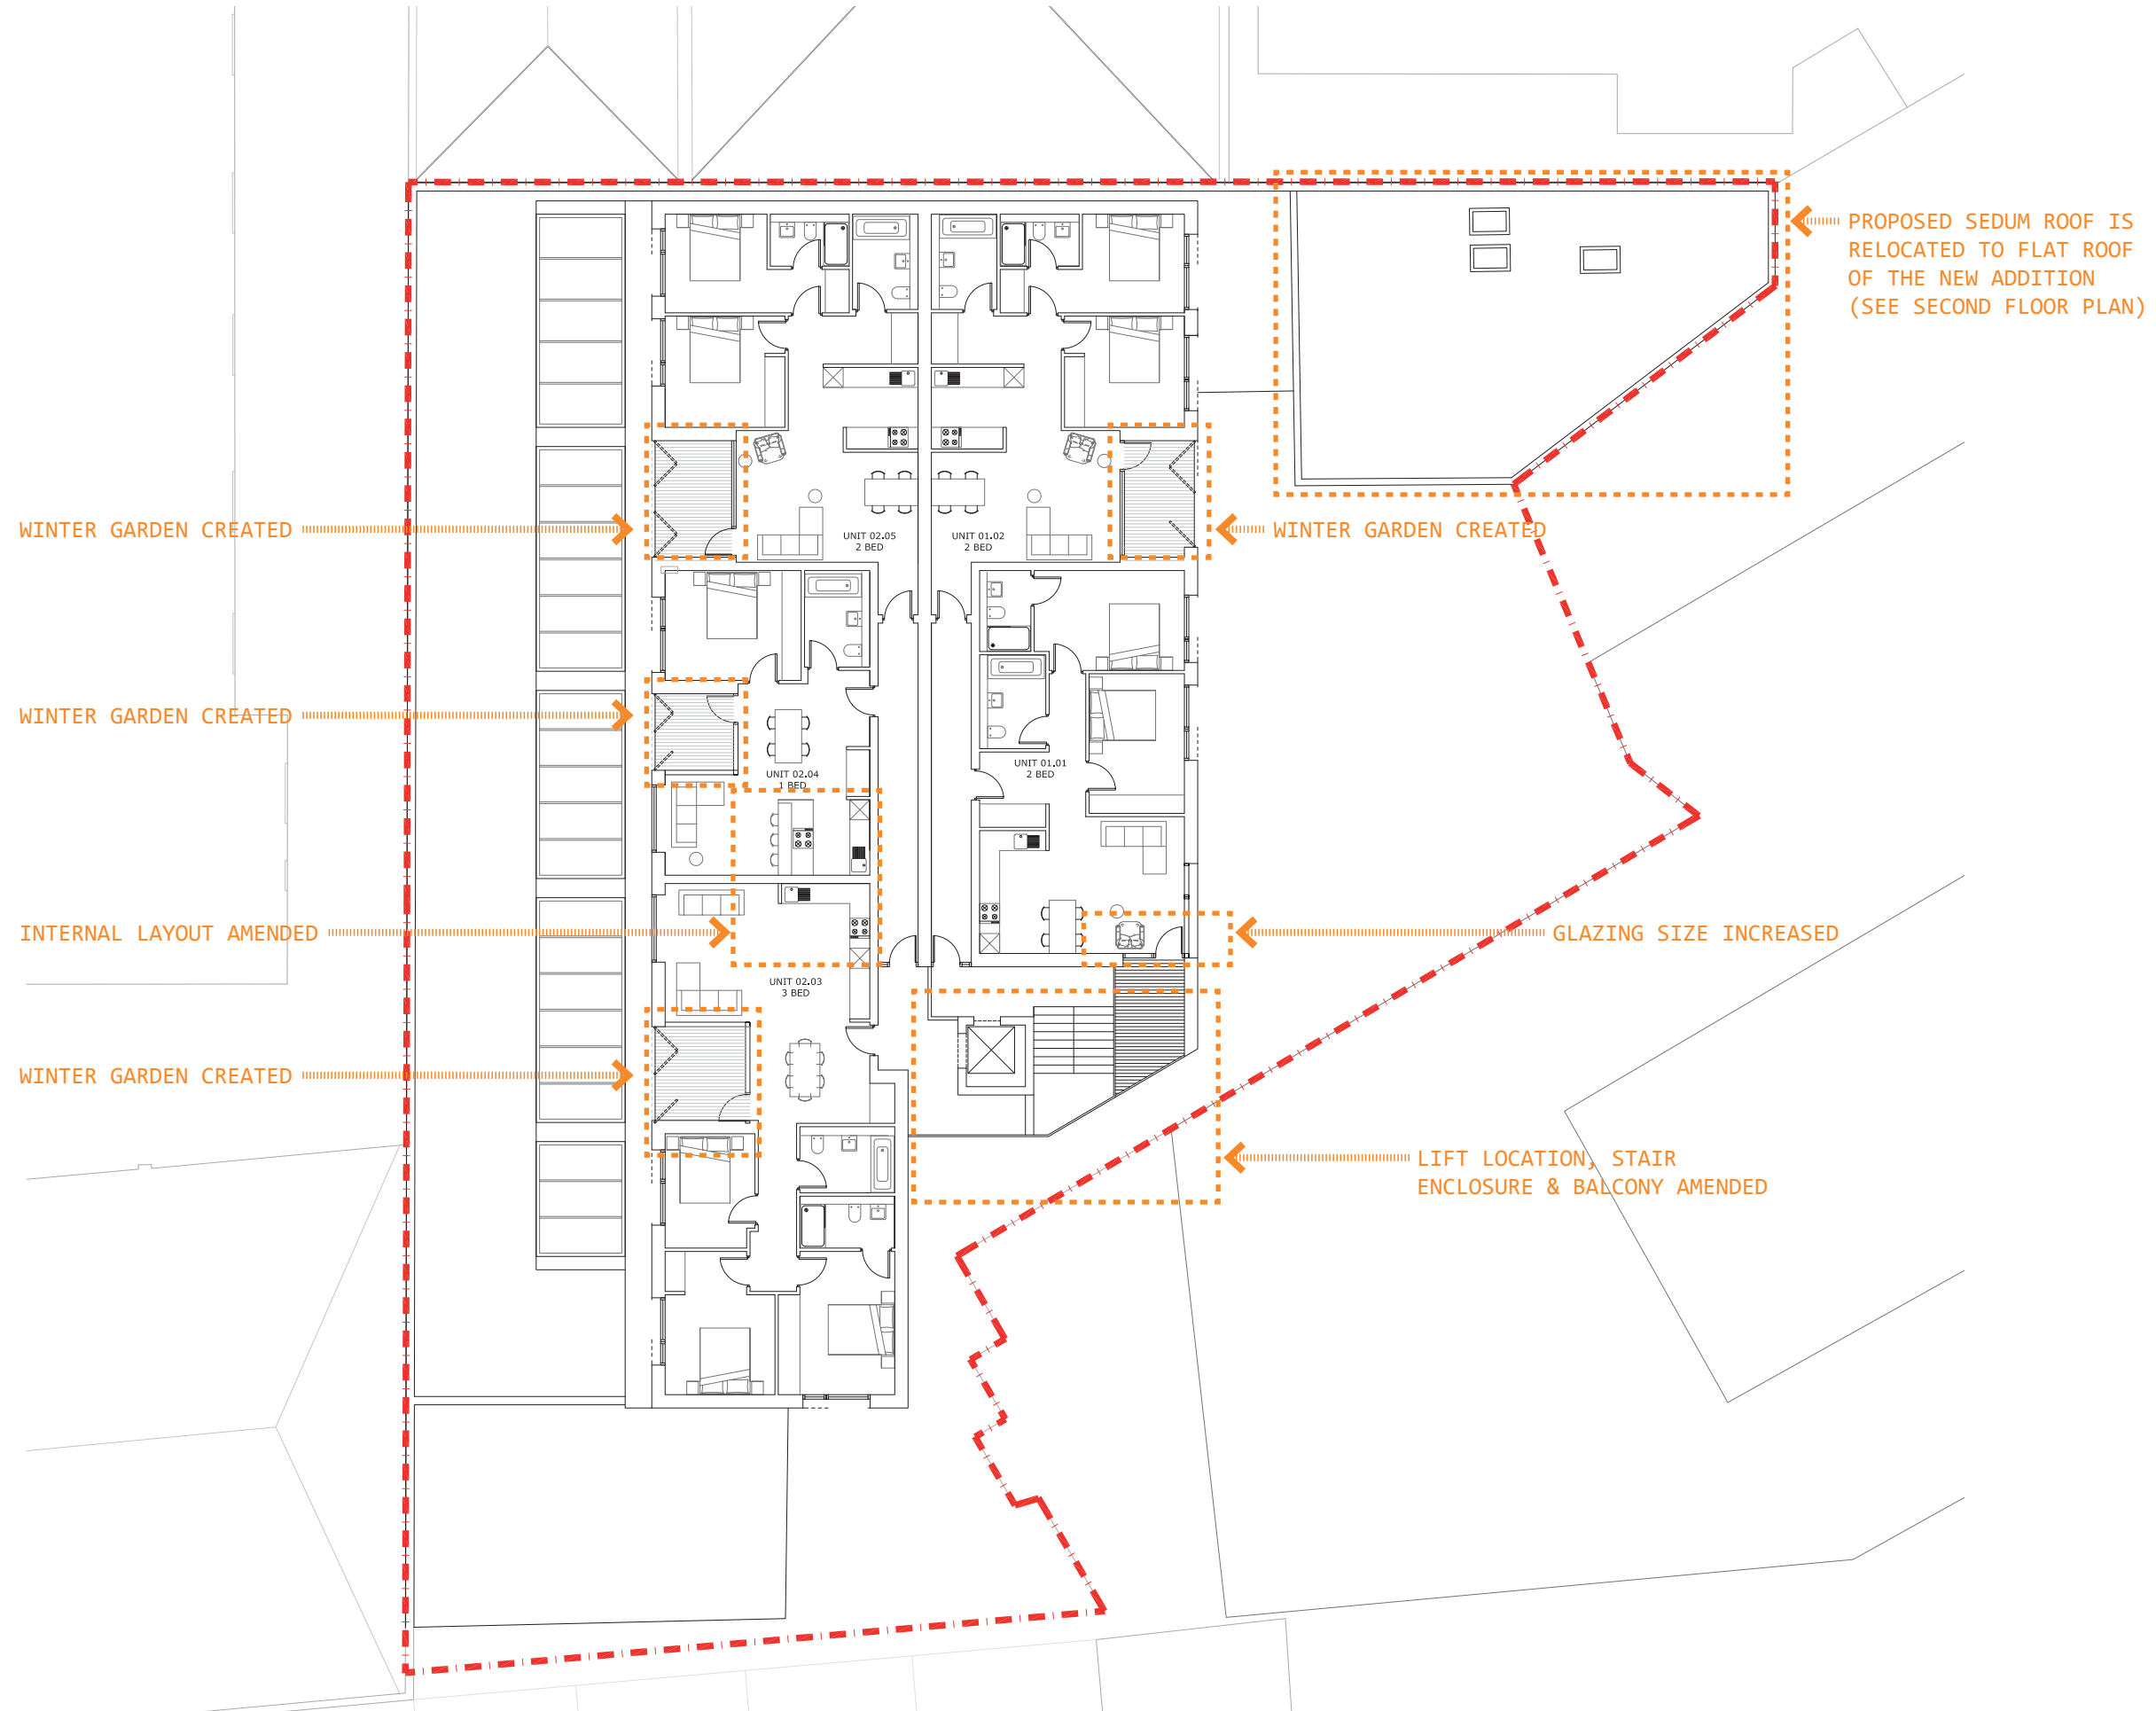 PROPOSED SEDUM ROOF IS
RELOCATED TO FLAT ROOF
OF THE NEW ADDITION
(SEE SECOND FLOOR PLAN)
WINTER GARDEN CREATED
UNIT 02.05
2 BED
UNIT 01.02
2 BED
WINTER GARDEN CREATED
WINTER GARDEN CREATED
UNIT 02.04
1 BED
UNIT 01.01
2 BED
INTERNAL LAYOUT AMENDED
GLAZING SIZE INCREASED
UNIT 02.03
3 BED
WINTER GARDEN CREATED
LIFT LOCATION, STAIR
ENCLOSURE & BALCONY AMENDED